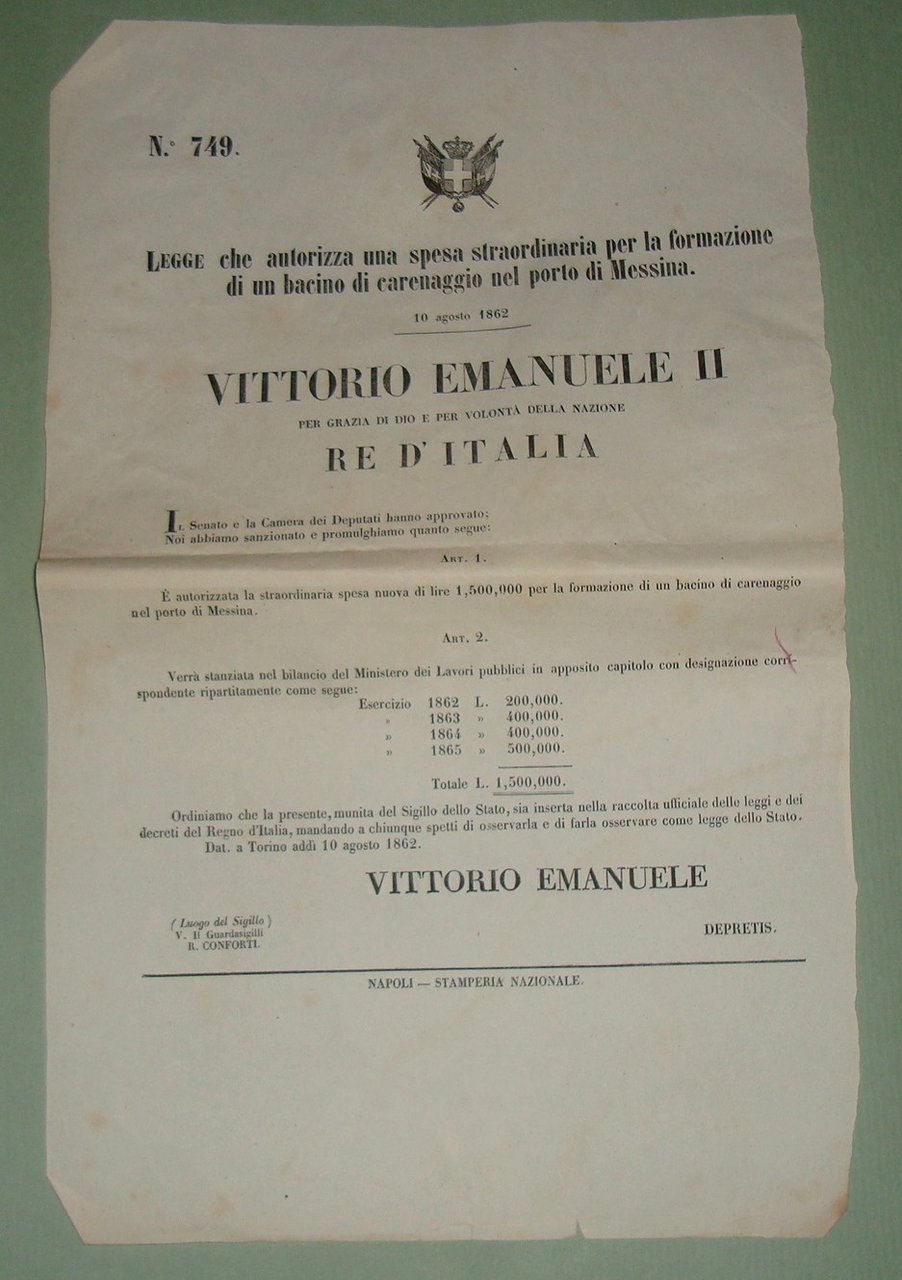 N.° 749.
LEGGE che autorizza una spesa straordinaria per la formazione
di un bacino di carenaggio nel porto di Messina.
10 agosto 1862
VITTORIO EMANUELE II
PER GRAZIA DI DIO E PER VOLONTÀ DELLA NAZIONE
RE D'ITALIA
IL Senato e la Camera dei Deputati hanno approvato;
Noi abbiamo sanzionato e promulghiamo quanto segue:
ART. 1.
È autorizzata la straordinaria spesa nuova di lire 1,500,000 per la formazione di un bacino di carenaggio
nel porto di Messina.
ART. 2.
Verrà stanziata nel bilancio del Ministero dei Lavori pubblici in apposito capitolo con designazione corri-
spondente ripartitamente come segue:
Esercizio 1862 L. 200,000.
» 1863 » 400,000.
» 1864 » 400,000.
» 1865 » 500,000.
Totale L. 1,500,000.
Ordiniamo che la presente, munita del Sigillo dello Stato, sia inserta nella raccolta ufficiale delle leggi e dei
decreti del Regno d'Italia, mandando a chiunque spetti di osservarla e di farla osservare come legge dello Stato.
Dat. a Torino addì 10 agosto 1862.
VITTORIO EMANUELE
(Luogo del Sigillo)
V. Il Guardasigilli
R. CONFORTI.
DEPRETIS.
NAPOLI — STAMPERIA NAZIONALE.